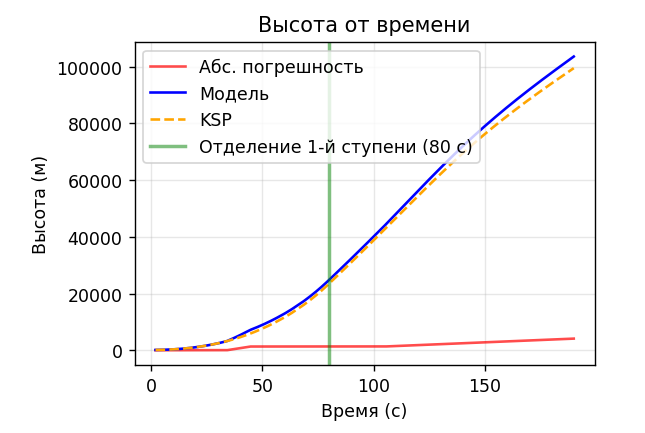 Высота от времени
Абс. погрешность
Модель
KSP
Отделение 1-й ступени (80 с)
Высота (м)
100000
80000
60000
40000
20000
0
0 50 100 150
Время (с)